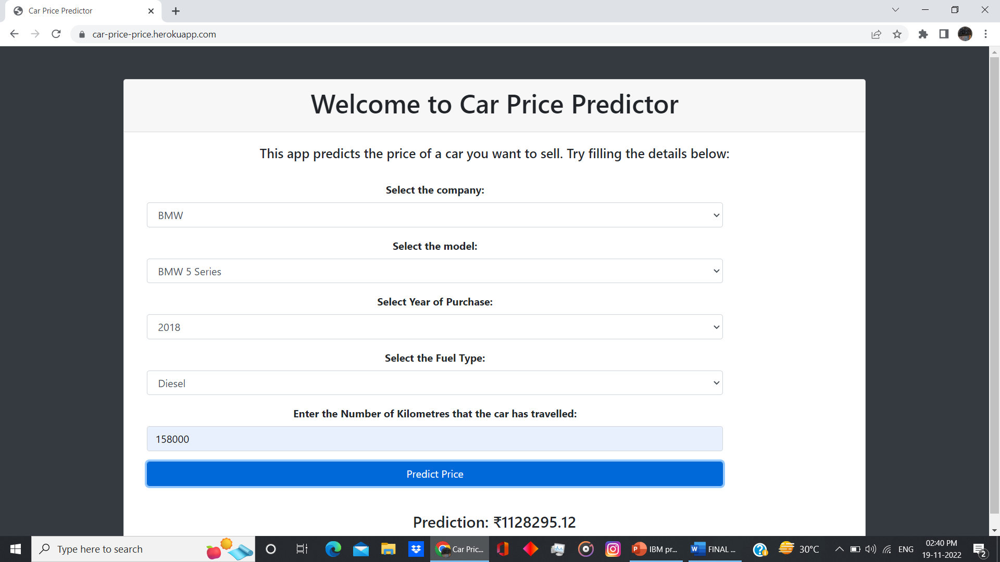 Car Price Predictor
car-price-price.herokuapp.com
Welcome to Car Price Predictor
This app predicts the price of a car you want to sell. Try filling the details below:
Select the company:
BMW
Select the model:
BMW 5 Series
Select Year of Purchase:
2018
Select the Fuel Type:
Diesel
Enter the Number of Kilometres that the car has travelled:
158000
Predict Price
Prediction: ₹1128295.12
Type here to search
Car Pric...
IBM pr...
FINAL ...
30°C
ENG
02:40 PM
19-11-2022
2